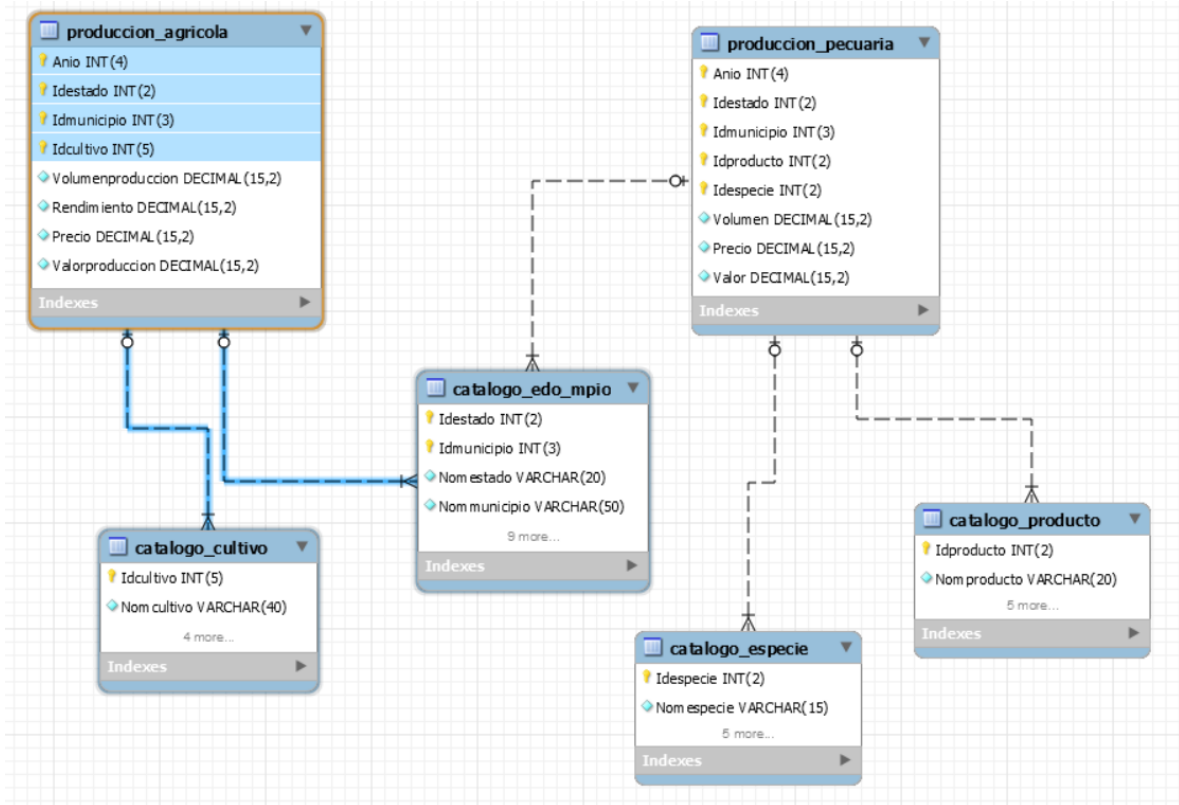 produccion_agricola
Anio INT(4)
Idestado INT(2)
Idmunicipio INT(3)
Idcultivo INT(5)
Volumenproduccion DECIMAL(15,2)
Rendimiento DECIMAL(15,2)
Precio DECIMAL(15,2)
Valorproduccion DECIMAL(15,2)
Indexes
produccion_pecuaria
Anio INT(4)
Idestado INT(2)
Idmunicipio INT(3)
Idproducto INT(2)
Idespecie INT(2)
Volumen DECIMAL(15,2)
Precio DECIMAL(15,2)
Valor DECIMAL(15,2)
Indexes
catalogo_edo_mpio
Idestado INT(2)
Idmunicipio INT(3)
Nomestado VARCHAR(20)
Nommunicipio VARCHAR(50)
9 more...
Indexes
catalogo_cultivo
Idcultivo INT(5)
Nomcultivo VARCHAR(40)
4 more...
Indexes
catalogo_producto
Idproducto INT(2)
Nomproducto VARCHAR(20)
5 more...
Indexes
catalogo_especie
Idespecie INT(2)
Nomespecie VARCHAR(15)
5 more...
Indexes